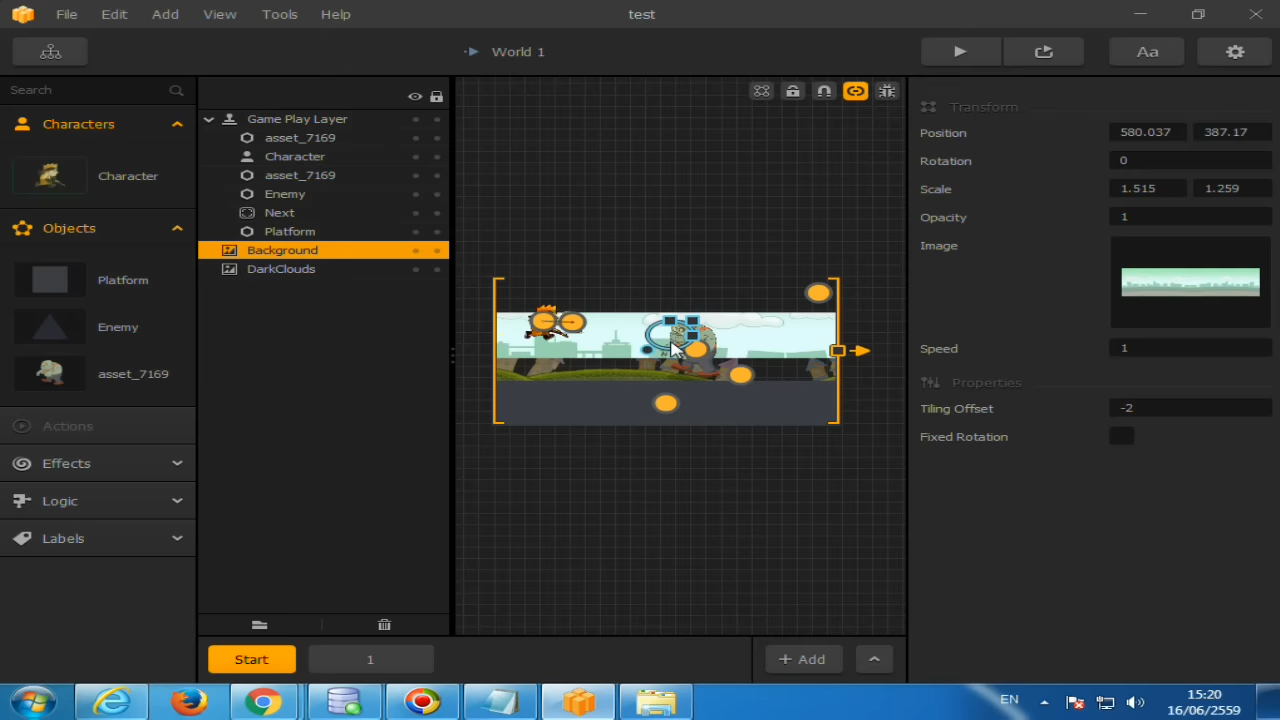 File Edit Add View Tools Help
test
World 1
Aa
Search
Characters
Character
Objects
Platform
Enemy
asset_7169
Actions
Effects
Logic
Labels
Game Play Layer
asset_7169
Character
asset_7169
Enemy
Next
Platform
Background
DarkClouds
Start
1
+ Add
Transform
Position 580.037 387.17
Rotation 0
Scale 1.515 1.259
Opacity 1
Image
Speed 1
Properties
Tiling Offset -2
Fixed Rotation
EN
15:20
16/06/2559